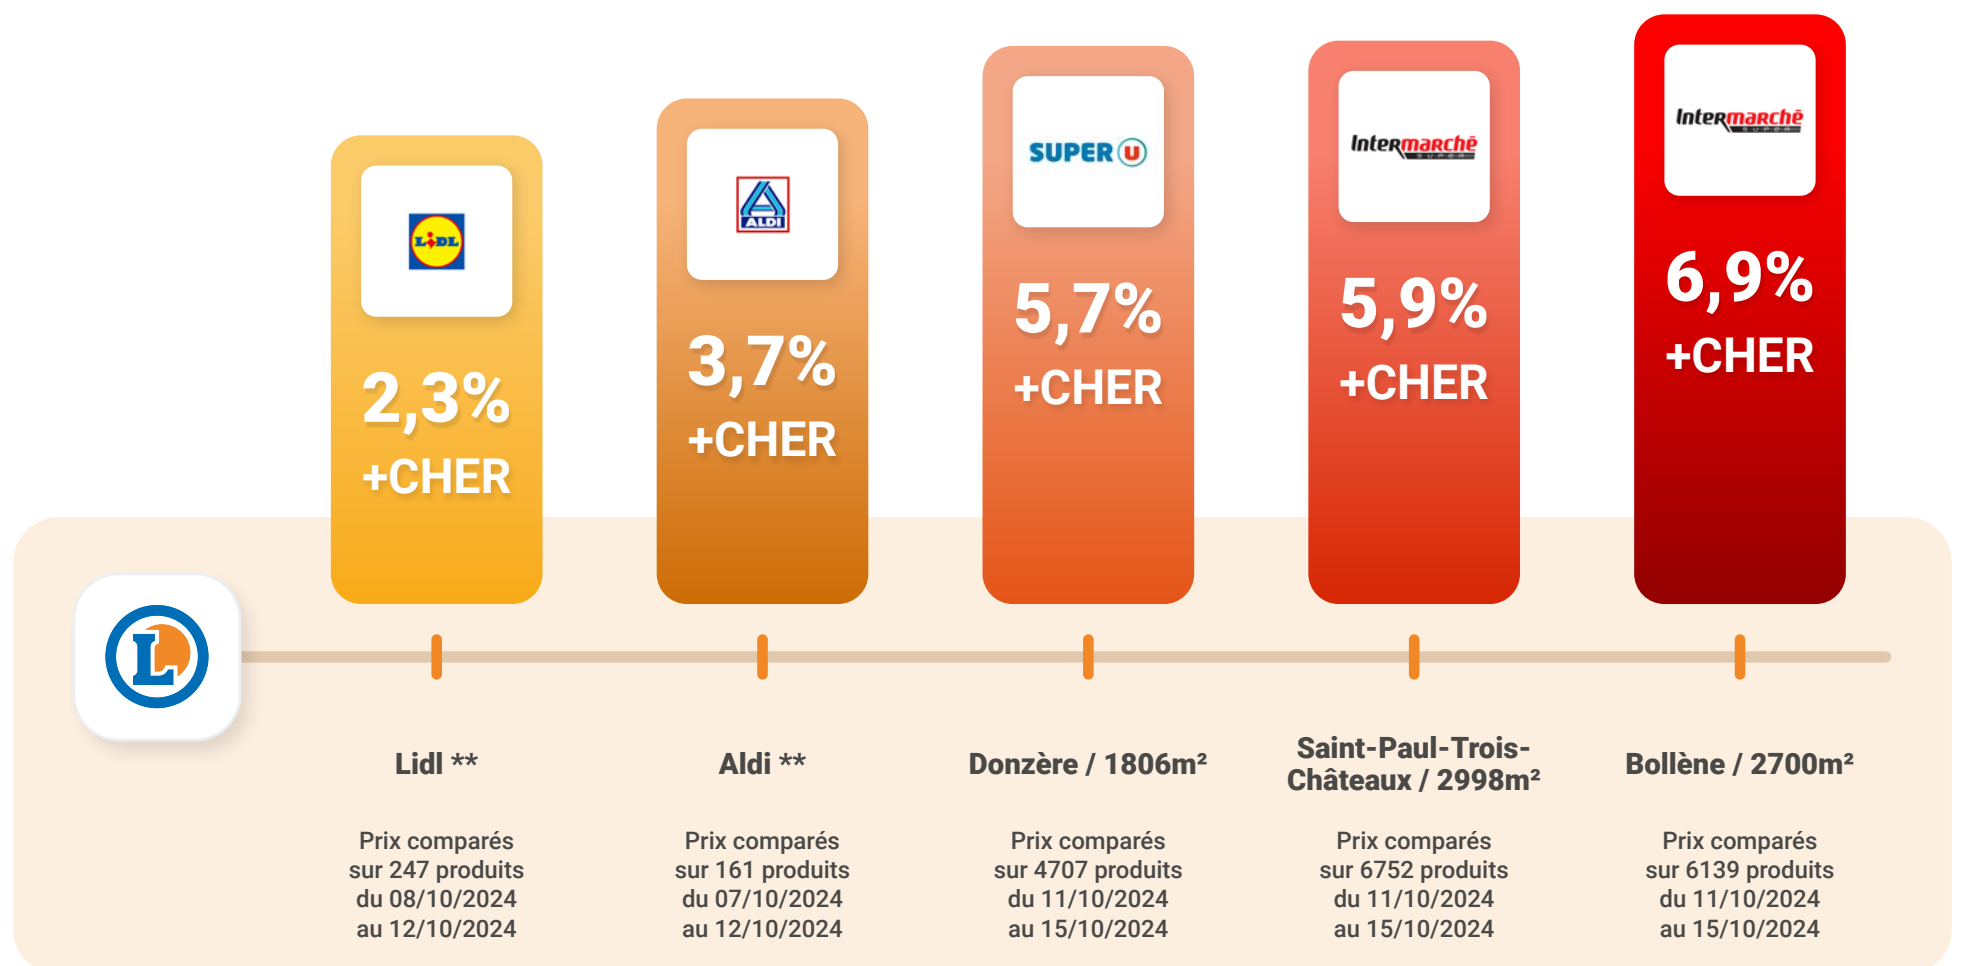 LiDL
2,3%
+CHER
ALDI
3,7%
+CHER
SUPER U
5,7%
+CHER
Intermarchē
SUPER
5,9%
+CHER
Intermarchē
SUPER
6,9%
+CHER
L
Lidl **
Prix comparés
sur 247 produits
du 08/10/2024
au 12/10/2024
Aldi **
Prix comparés
sur 161 produits
du 07/10/2024
au 12/10/2024
Donzère / 1806m²
Prix comparés
sur 4707 produits
du 11/10/2024
au 15/10/2024
Saint-Paul-Trois-
Châteaux / 2998m²
Prix comparés
sur 6752 produits
du 11/10/2024
au 15/10/2024
Bollène / 2700m²
Prix comparés
sur 6139 produits
du 11/10/2024
au 15/10/2024